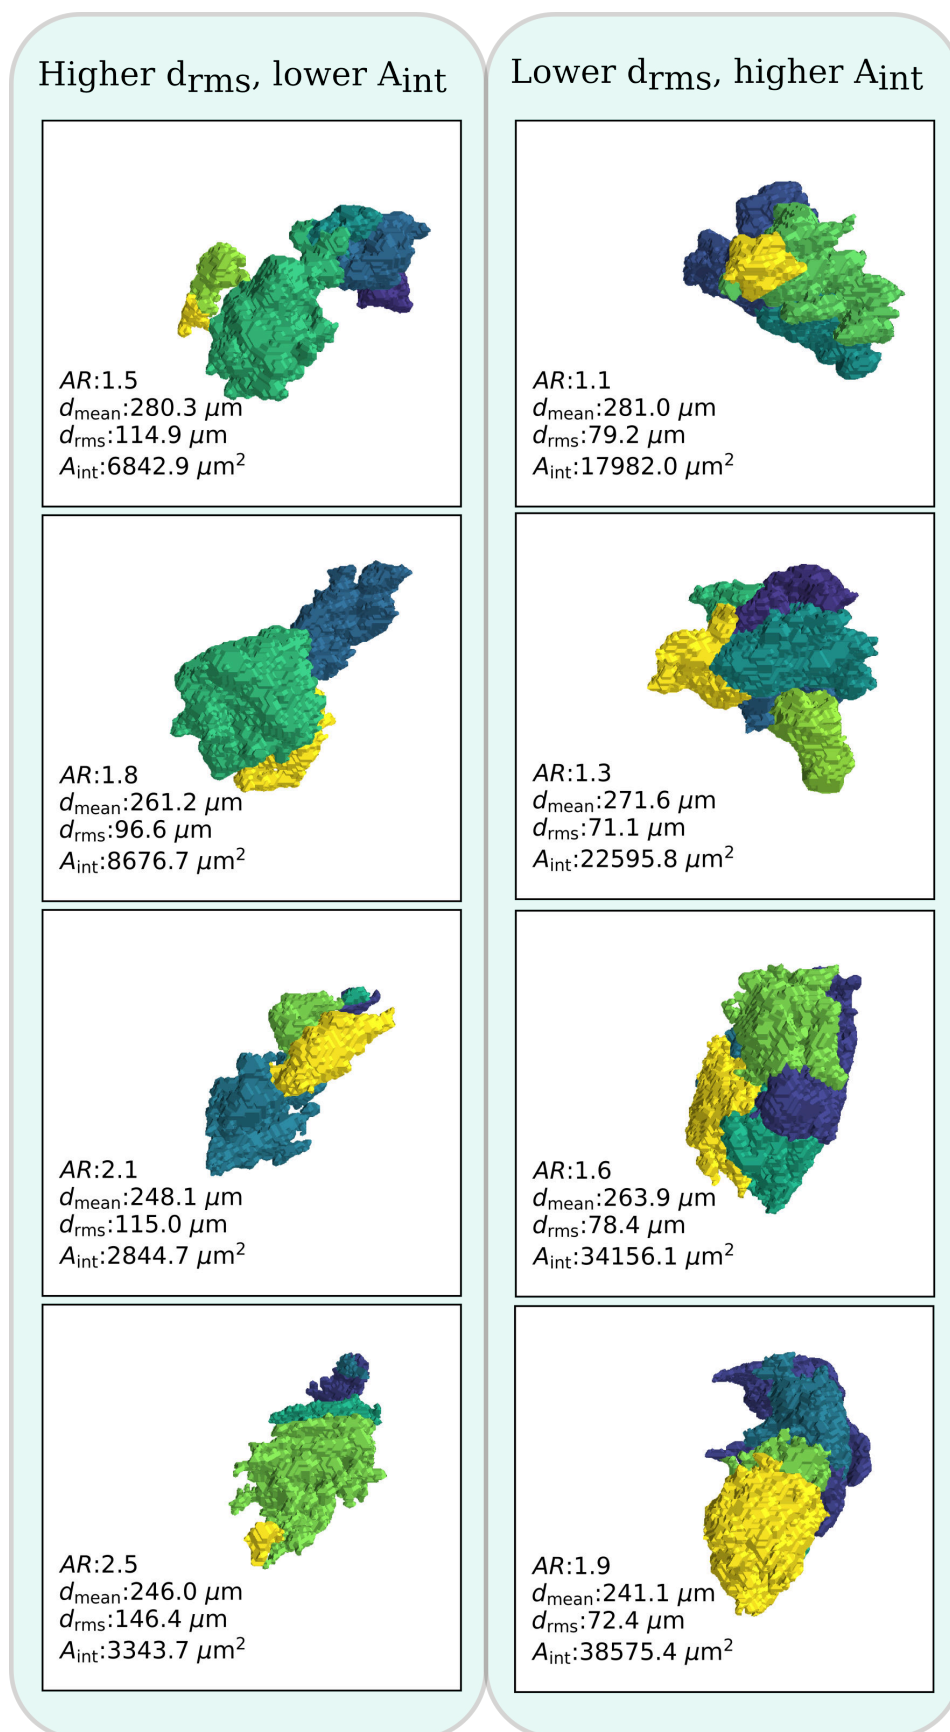 Higher drms, lower Aint
AR:1.5
dmean:280.3 μm
drms:114.9 μm
Aint:6842.9 μm²
AR:1.8
dmean:261.2 μm
drms:96.6 μm
Aint:8676.7 μm²
AR:2.1
dmean:248.1 μm
drms:115.0 μm
Aint:2844.7 μm²
AR:2.5
dmean:246.0 μm
drms:146.4 μm
Aint:3343.7 μm²
Lower drms, higher Aint
AR:1.1
dmean:281.0 μm
drms:79.2 μm
Aint:17982.0 μm²
AR:1.3
dmean:271.6 μm
drms:71.1 μm
Aint:22595.8 μm²
AR:1.6
dmean:263.9 μm
drms:78.4 μm
Aint:34156.1 μm²
AR:1.9
dmean:241.1 μm
drms:72.4 μm
Aint:38575.4 μm²